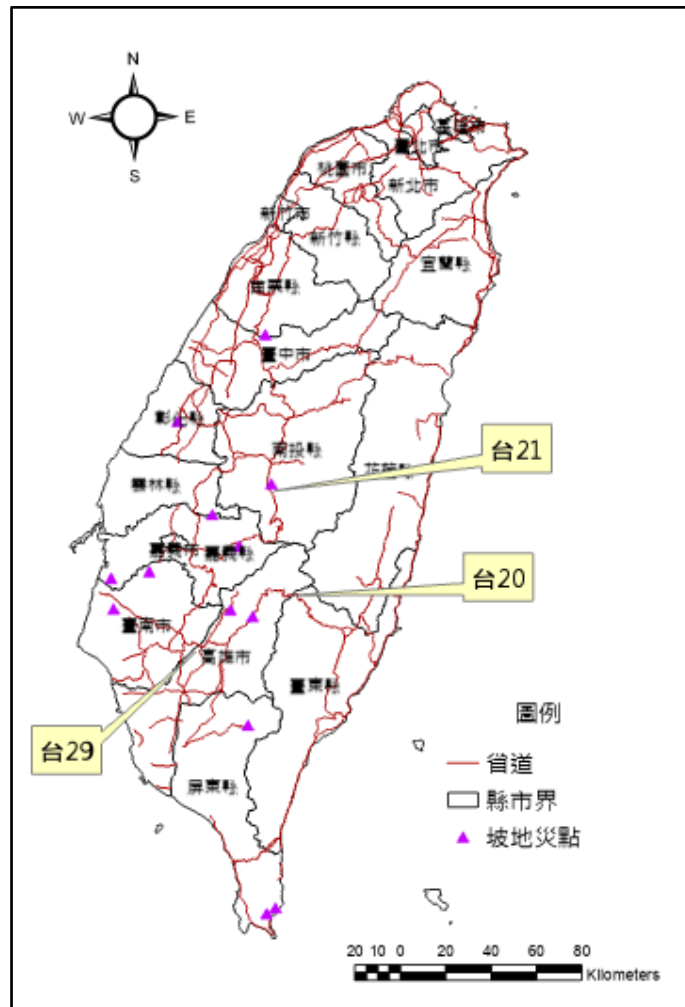 N
W
E
S
基隆市
臺北市
桃園市
新北市
新竹市
新竹縣
宜蘭縣
苗栗縣
臺中市
彰化縣
南投縣
台21
花蓮縣
雲林縣
嘉義市
嘉義縣
台20
臺南市
高雄市
臺東縣
台29
屏東縣
圖例
省道
縣市界
坡地災點
20 10 0 20 40 60 80
Kilometers